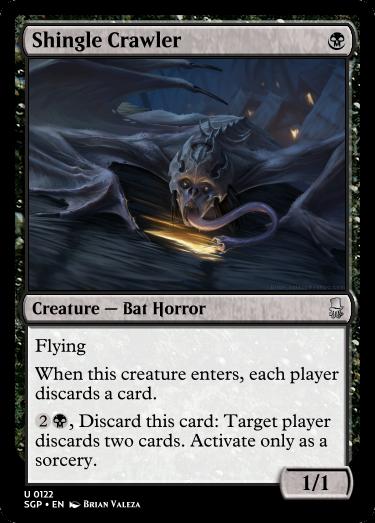 Shingle Crawler
Creature — Bat Horror
Flying
When this creature enters, each player
discards a card.
2, Discard this card: Target player
discards two cards. Activate only as a
sorcery.
1/1
U 0122
SGP • EN Brian Valeza